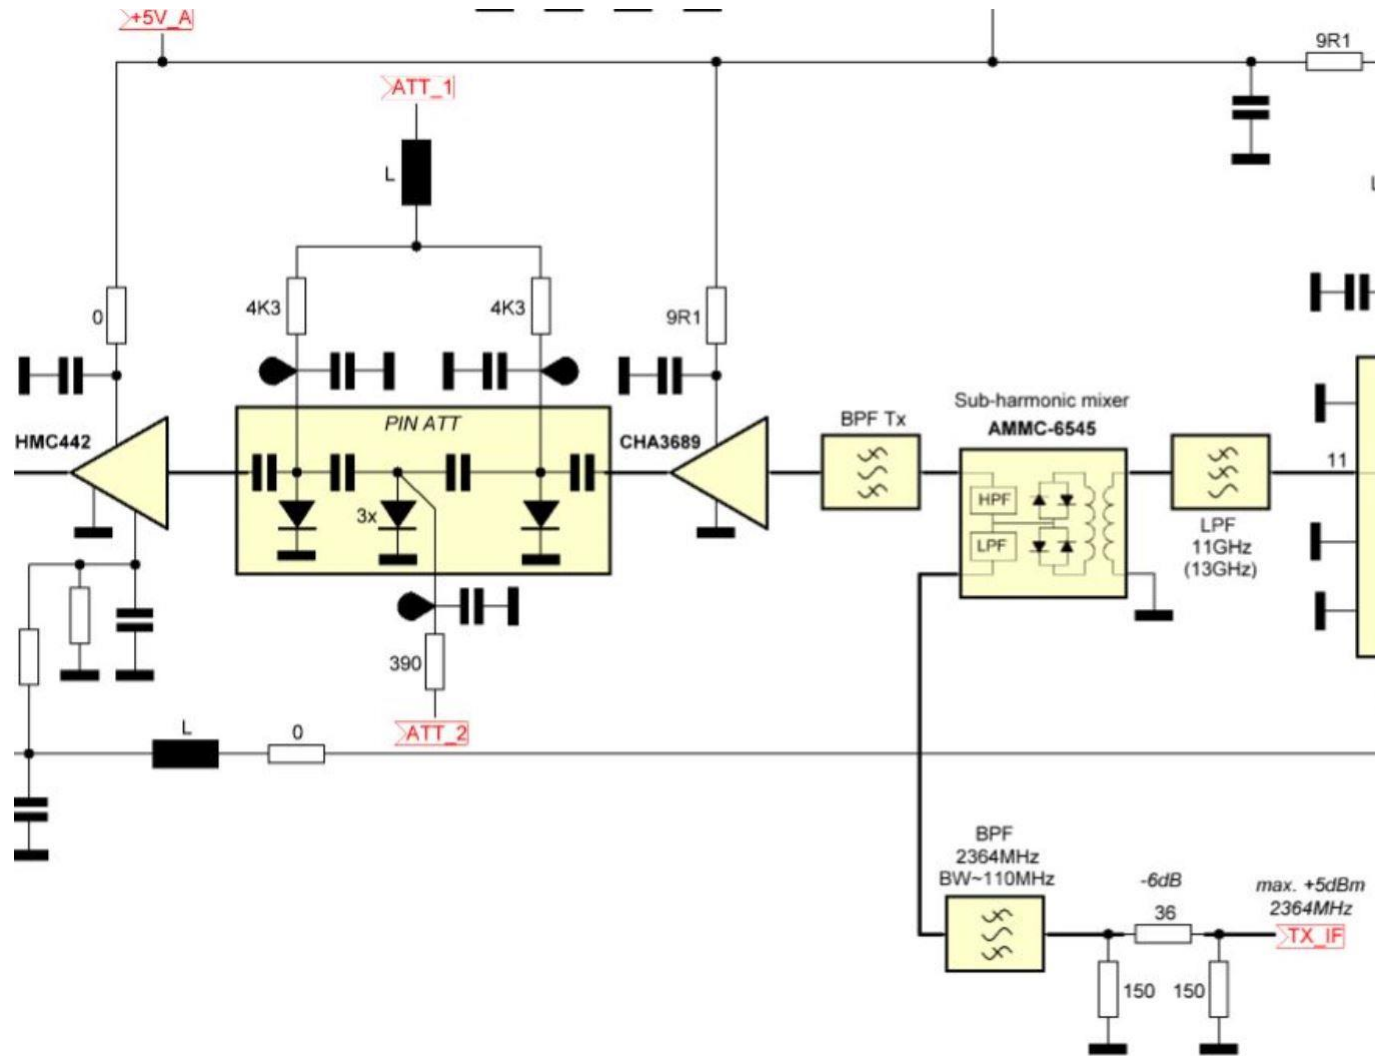 +5V_A
9R1
ATT_1
L
4K3
4K3
0
9R1
PIN ATT
HMC442
CHA3689
BPF Tx
Sub-harmonic mixer
AMMC-6545
HPF
LPF
11
LPF
11GHz
(13GHz)
3x
390
ATT_2
L
0
BPF
2364MHz
BW~110MHz
-6dB
36
max. +5dBm
2364MHz
TX_IF
150
150